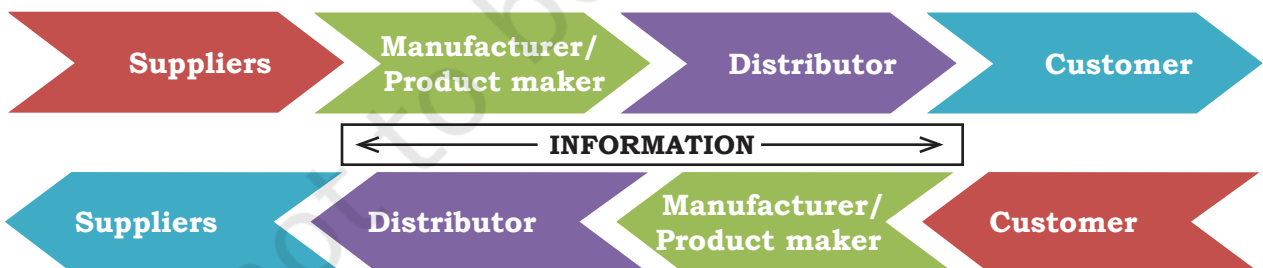 Suppliers
Manufacturer/
Product maker
Distributor
Customer
INFORMATION
Suppliers
Distributor
Manufacturer/
Product maker
Customer